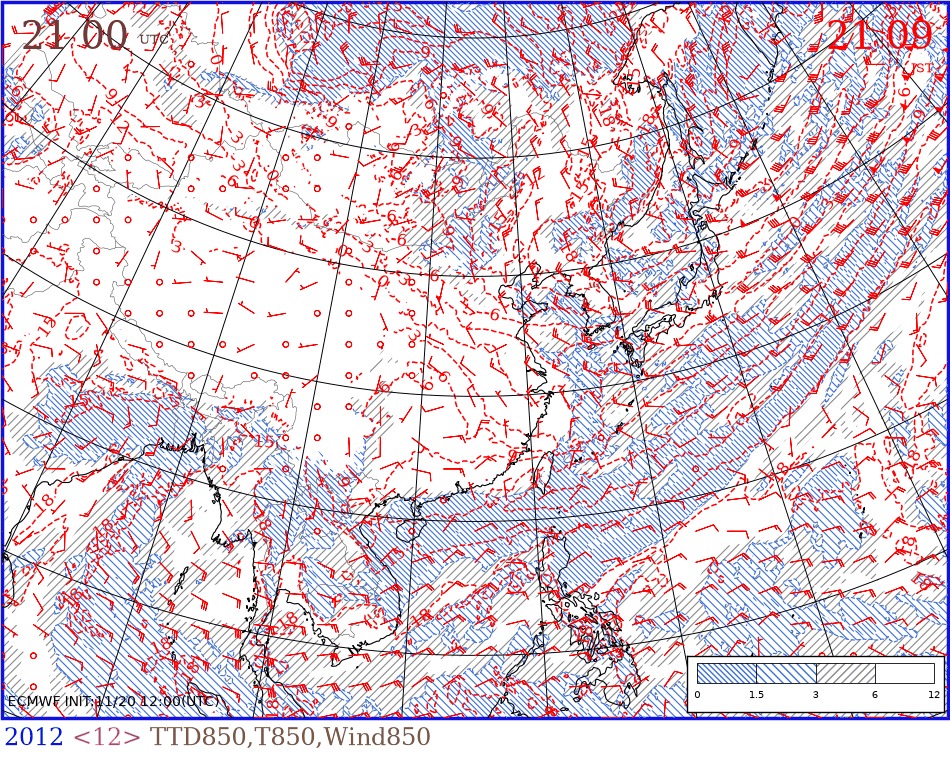 21 00 UTC
21 09
JST
0 1.5 3 6 12
ECMWF INIT:11/20 12:00(UTC)
2012 <12> TTD850,T850,Wind850